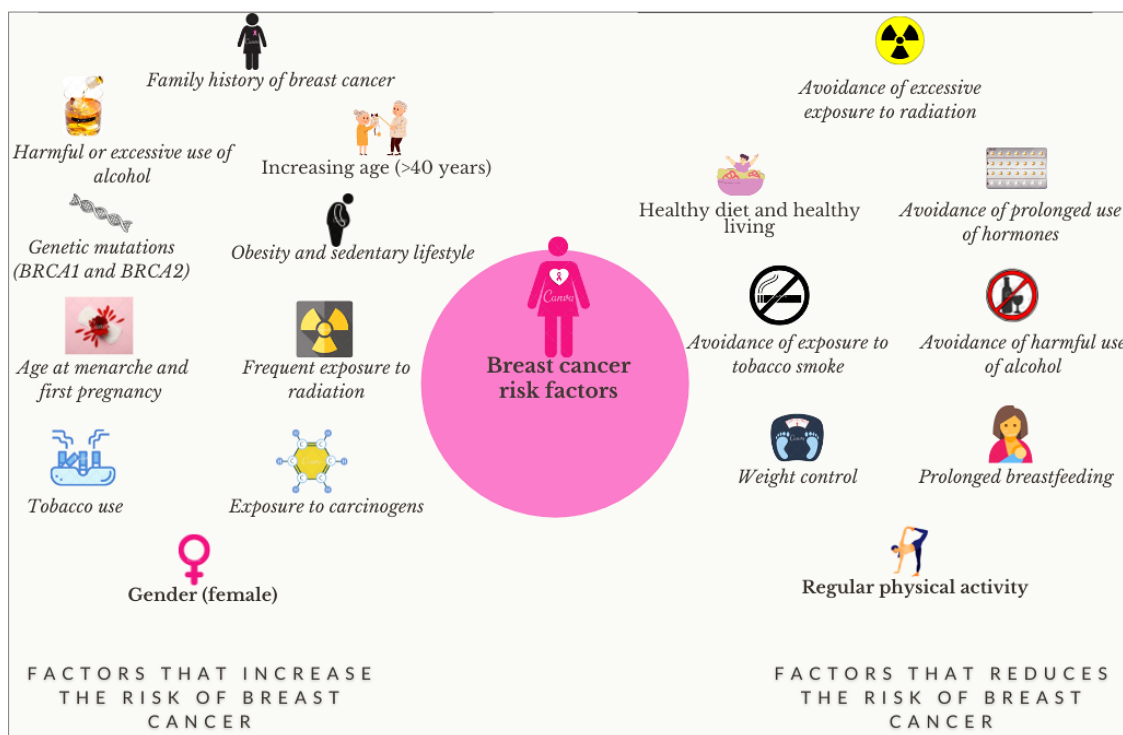 Family history of breast cancer
Harmful or excessive use of
alcohol
Increasing age (>40 years)
Genetic mutations
(BRCA1 and BRCA2)
Obesity and sedentary lifestyle
Age at menarche and
first pregnancy
Frequent exposure to
radiation
Tobacco use
Exposure to carcinogens
Gender (female)
FACTORS THAT INCREASE
THE RISK OF BREAST
CANCER
Canva
Breast cancer
risk factors
Avoidance of excessive
exposure to radiation
Healthy diet and healthy
living
Avoidance of prolonged use
of hormones
Avoidance of exposure to
tobacco smoke
Avoidance of harmful use
of alcohol
Weight control
Prolonged breastfeeding
Regular physical activity
FACTORS THAT REDUCES
THE RISK OF BREAST
CANCER